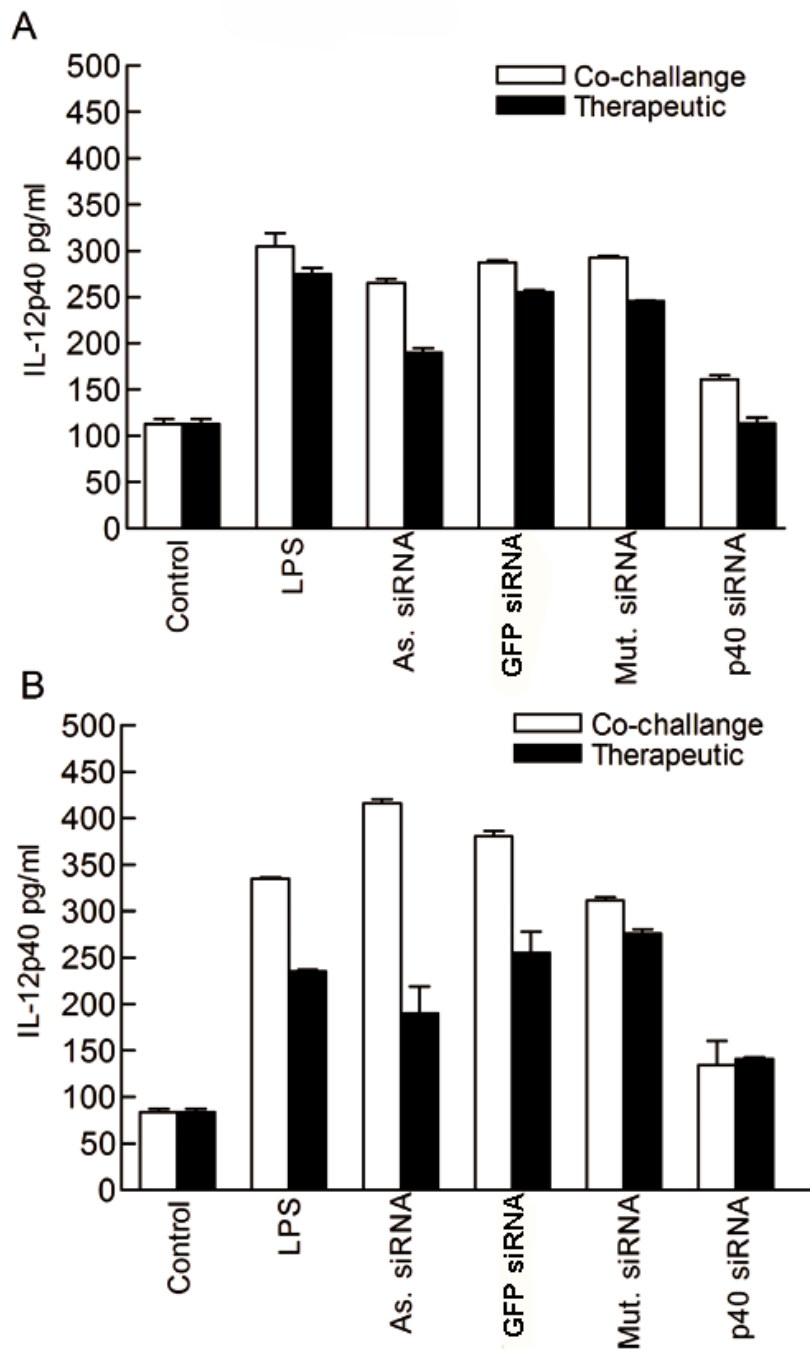 A
500
450
400
350
300
250
200
150
100
50
0
IL-12p40 pg/ml
Co-challange
Therapeutic
Control
LPS
As. siRNA
GFP siRNA
Mut. siRNA
p40 siRNA
B
500
450
400
350
300
250
200
150
100
50
0
IL-12p40 pg/ml
Co-challange
Therapeutic
Control
LPS
As. siRNA
GFP siRNA
Mut. siRNA
p40 siRNA